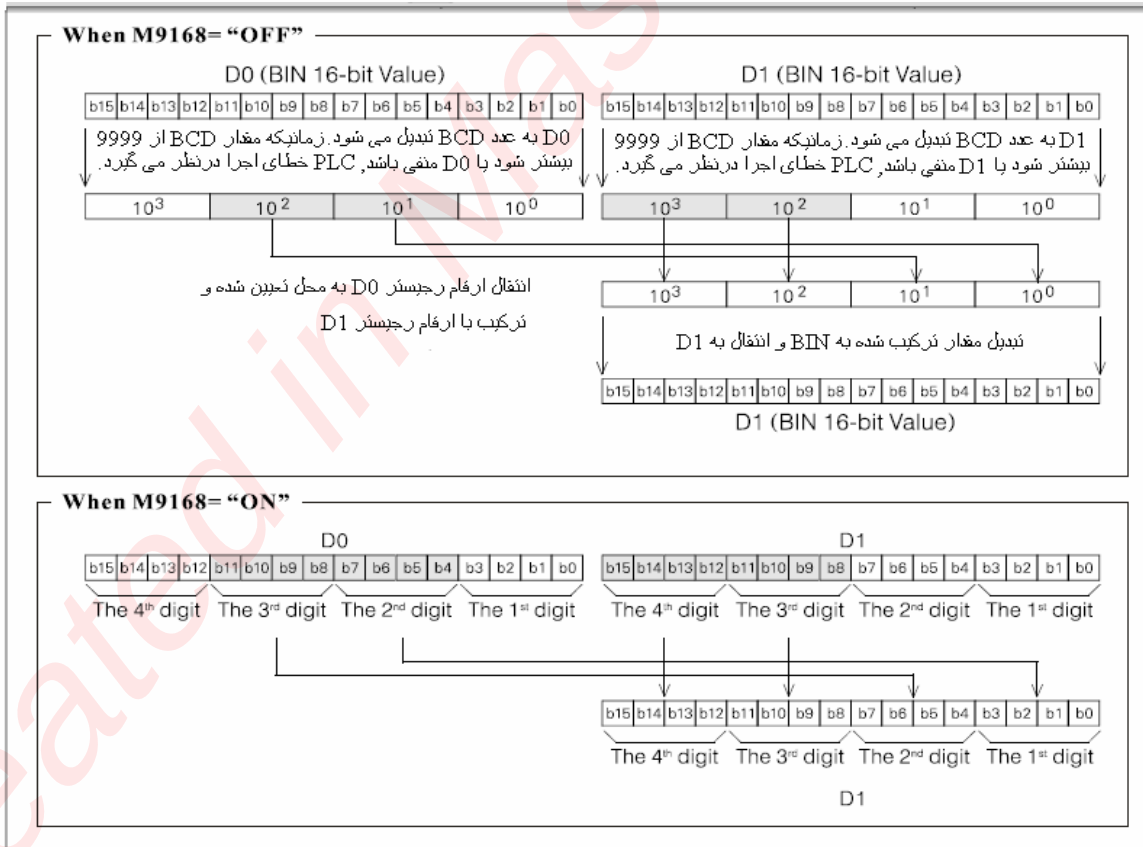 When M9168= “OFF”
D0 (BIN 16-bit Value)
b15 b14 b13 b12 b11 b10 b9 b8 b7 b6 b5 b4 b3 b2 b1 b0
D0 به عدد BCD تبدیل می شود. زمانیکه مقدار BCD از 9999
بیشتر شود یا D0 منفی باشد, PLC خطای اجرا درنظر می گیرد.
10³ 10² 10¹ 10⁰
D1 (BIN 16-bit Value)
b15 b14 b13 b12 b11 b10 b9 b8 b7 b6 b5 b4 b3 b2 b1 b0
D1 به عدد BCD تبدیل می شود. زمانیکه مقدار BCD از 9999
بیشتر شود یا D1 منفی باشد, PLC خطای اجرا درنظر می گیرد.
10³ 10² 10¹ 10⁰
انتقال ارقام رجیستر D0 به محل تعیین شده و
ترکیب با ارقام رجیستر D1
10³ 10² 10¹ 10⁰
تبدیل مقدار ترکیب شده به BIN و انتقال به D1
b15 b14 b13 b12 b11 b10 b9 b8 b7 b6 b5 b4 b3 b2 b1 b0
D1 (BIN 16-bit Value)
When M9168= “ON”
D0
b15 b14 b13 b12 b11 b10 b9 b8 b7 b6 b5 b4 b3 b2 b1 b0
The 4th digit The 3rd digit The 2nd digit The 1st digit
D1
b15 b14 b13 b12 b11 b10 b9 b8 b7 b6 b5 b4 b3 b2 b1 b0
The 4th digit The 3rd digit The 2nd digit The 1st digit
b15 b14 b13 b12 b11 b10 b9 b8 b7 b6 b5 b4 b3 b2 b1 b0
The 4th digit The 3rd digit The 2nd digit The 1st digit
D1
eated in Mas